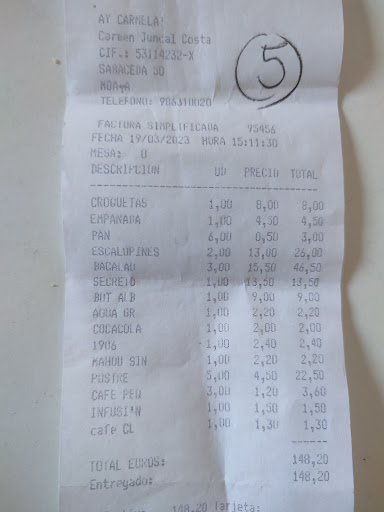 AY CARMELA!
Carmen Juncal Costa
CIF.: 53114232-X
SARACEDA 30
MOAÑA
TELEFONO: 986310020
5
FACTURA SIMPLIFICADA 95456
FECHA 19/03/2023 HORA 15:11:30
MESA: 0
DESCRIPCION UD PRECIO TOTAL
CROQUETAS 1,00 8,00 8,00
EMPANADA 1,00 4,50 4,50
PAN 6,00 0,50 3,00
ESCALOPINES 2,00 13,00 26,00
BACALAO 3,00 15,50 46,50
SECRETO 1,00 13,50 13,50
BOT ALB 1,00 9,00 9,00
AGUA GR 1,00 2,20 2,20
COCACOLA 1,00 2,00 2,00
1906 1,00 2,40 2,40
MAHOU SIN 1,00 2,20 2,20
POSTRE 5,00 4,50 22,50
CAFE PEQ 3,00 1,20 3,60
INFUSI*N 1,00 1,50 1,50
cafe CL 1,00 1,30 1,30
TOTAL EUROS: 148,20
Entregado: 148,20
148,20 Tarjeta: